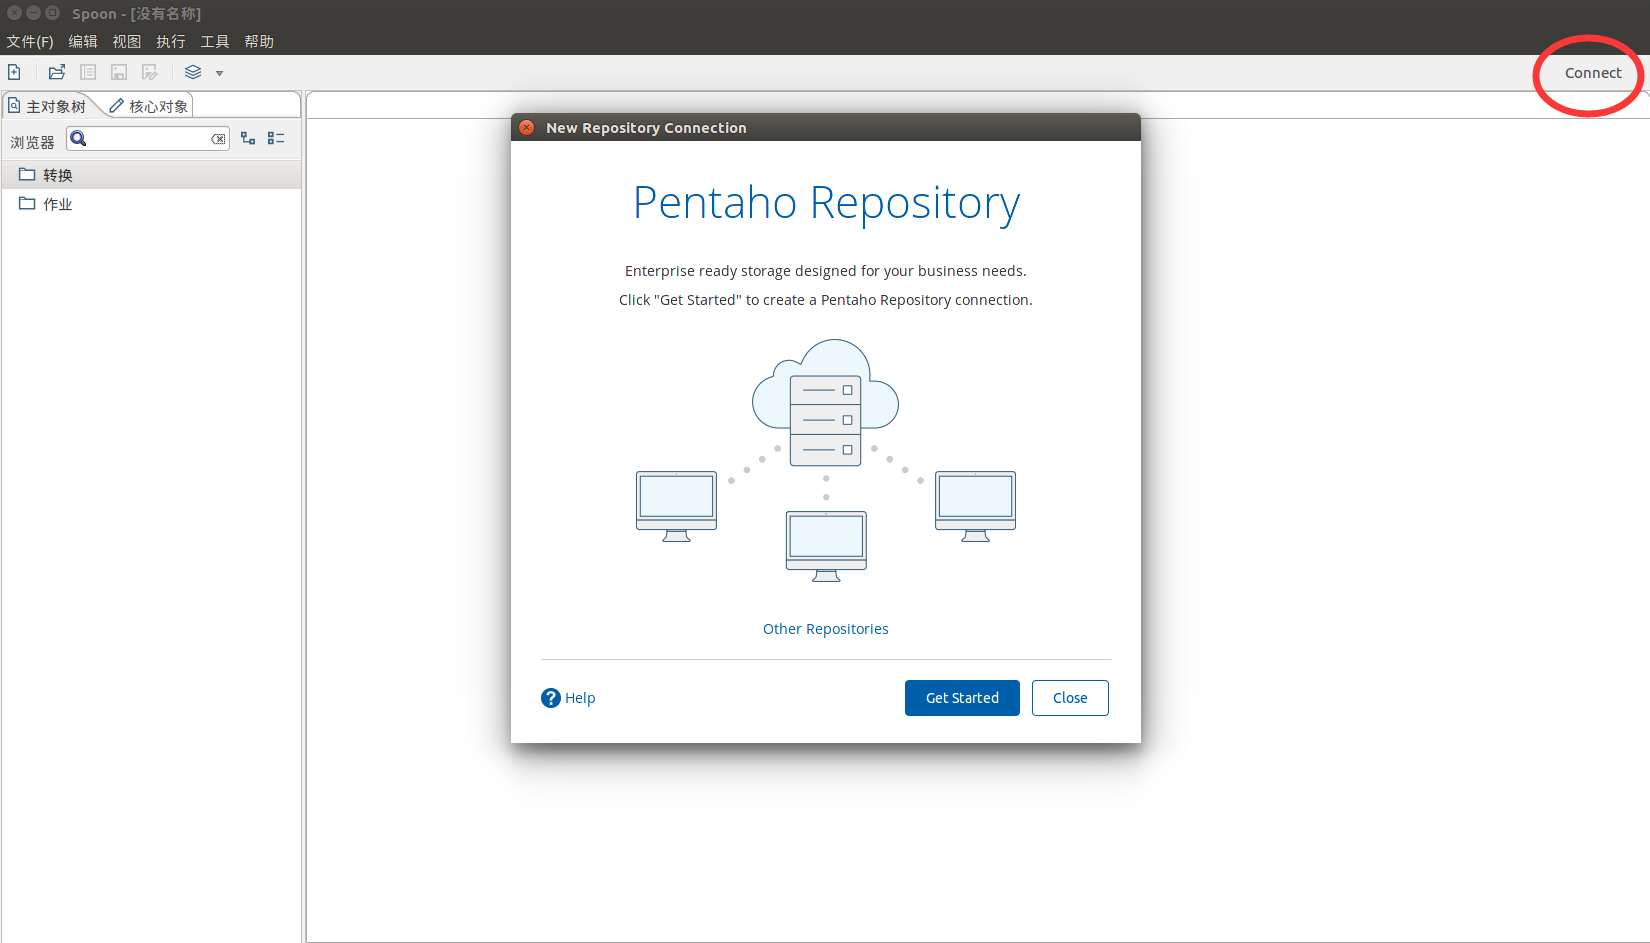 Spoon - [没有名称]
文件(F) 编辑 视图 执行 工具 帮助
Connect
主对象树 核心对象
浏览器
转换
作业
New Repository Connection
Pentaho Repository
Enterprise ready storage designed for your business needs.
Click "Get Started" to create a Pentaho Repository connection.
Other Repositories
? Help
Get Started
Close